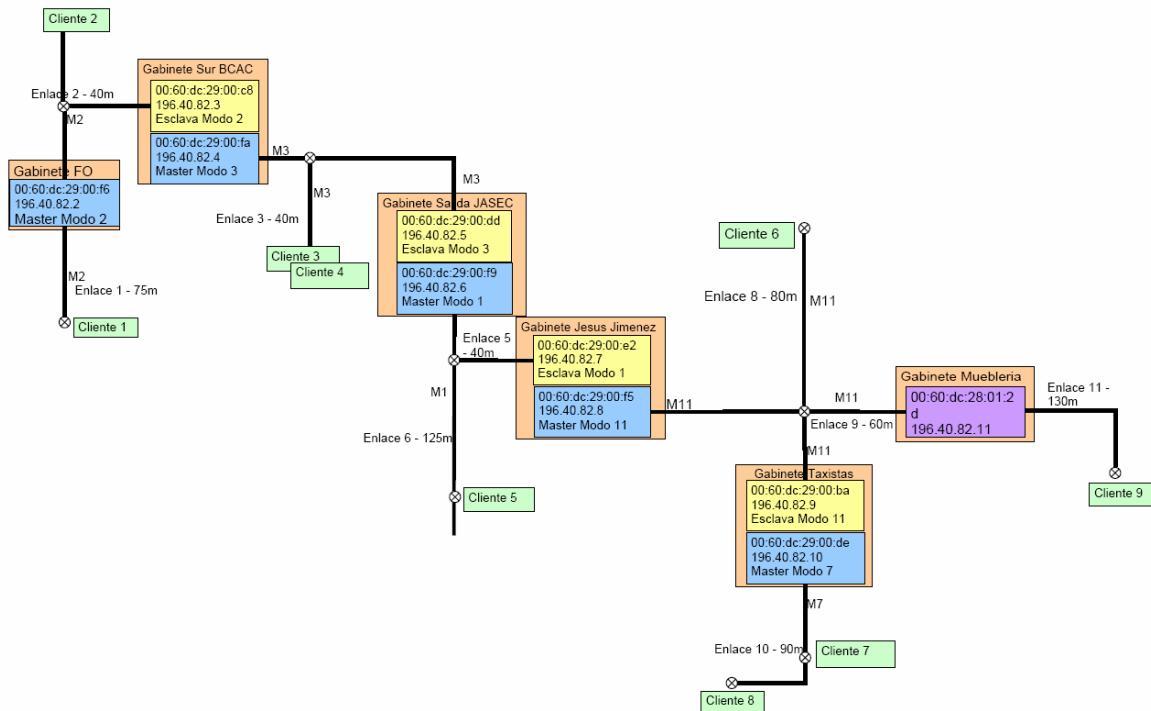 Cliente 2
Gabinete Sur BCAC
00:60:dc:29:00:c8
196.40.82.3
Esclava Modo 2
Enlace 2 - 40m
M2
00:60:dc:29:00:fa
196.40.82.4
Master Modo 3
M3
Gabinete FO
00:60:dc:29:00:f6
196.40.82.2
Master Modo 2
M3
M3
Gabinete Salida JASEC
Enlace 3 - 40m
00:60:dc:29:00:dd
196.40.82.5
Esclava Modo 3
Cliente 3
Cliente 4
00:60:dc:29:00:f9
196.40.82.6
Master Modo 1
M2
Enlace 1 - 75m
Cliente 1
Cliente 6
Enlace 8 - 80m
M11
Gabinete Jesus Jimenez
Enlace 5
- 40m
00:60:dc:29:00:e2
196.40.82.7
Esclava Modo 1
M1
00:60:dc:29:00:f5
196.40.82.8
Master Modo 11
M11
Gabinete Muebleria
00:60:dc:28:01:2
d
196.40.82.11
M11
Enlace 11 -
130m
Enlace 9 - 60m
Enlace 6 - 125m
M11
Cliente 5
Gabinete Taxistas
00:60:dc:29:00:ba
196.40.82.9
Esclava Modo 11
00:60:dc:29:00:de
196.40.82.10
Master Modo 7
Cliente 9
M7
Enlace 10 - 90m
Cliente 7
Cliente 8